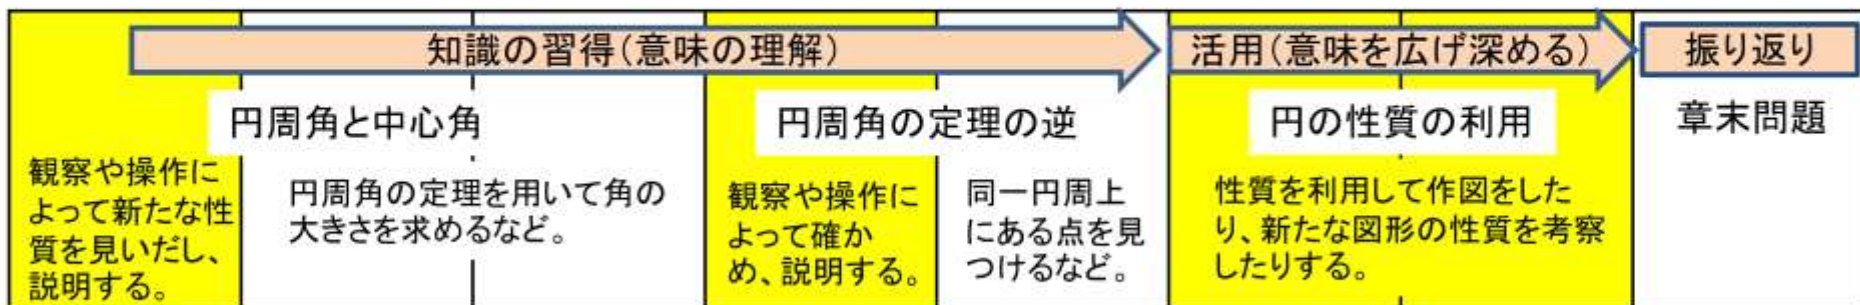 知識の習得(意味の理解)
活用(意味を広げ深める)
振り返り
円周角と中心角
円周角の定理の逆
円の性質の利用
章末問題
観察や操作に
よって新たな性
質を見いだし、
説明する。
円周角の定理を用いて角の
大きさを求めるなど。
観察や操作に
よって確か
め、説明する。
同一円周上
にある点を見
つけるなど。
性質を利用して作図をした
り、新たな図形の性質を考察
したりする。